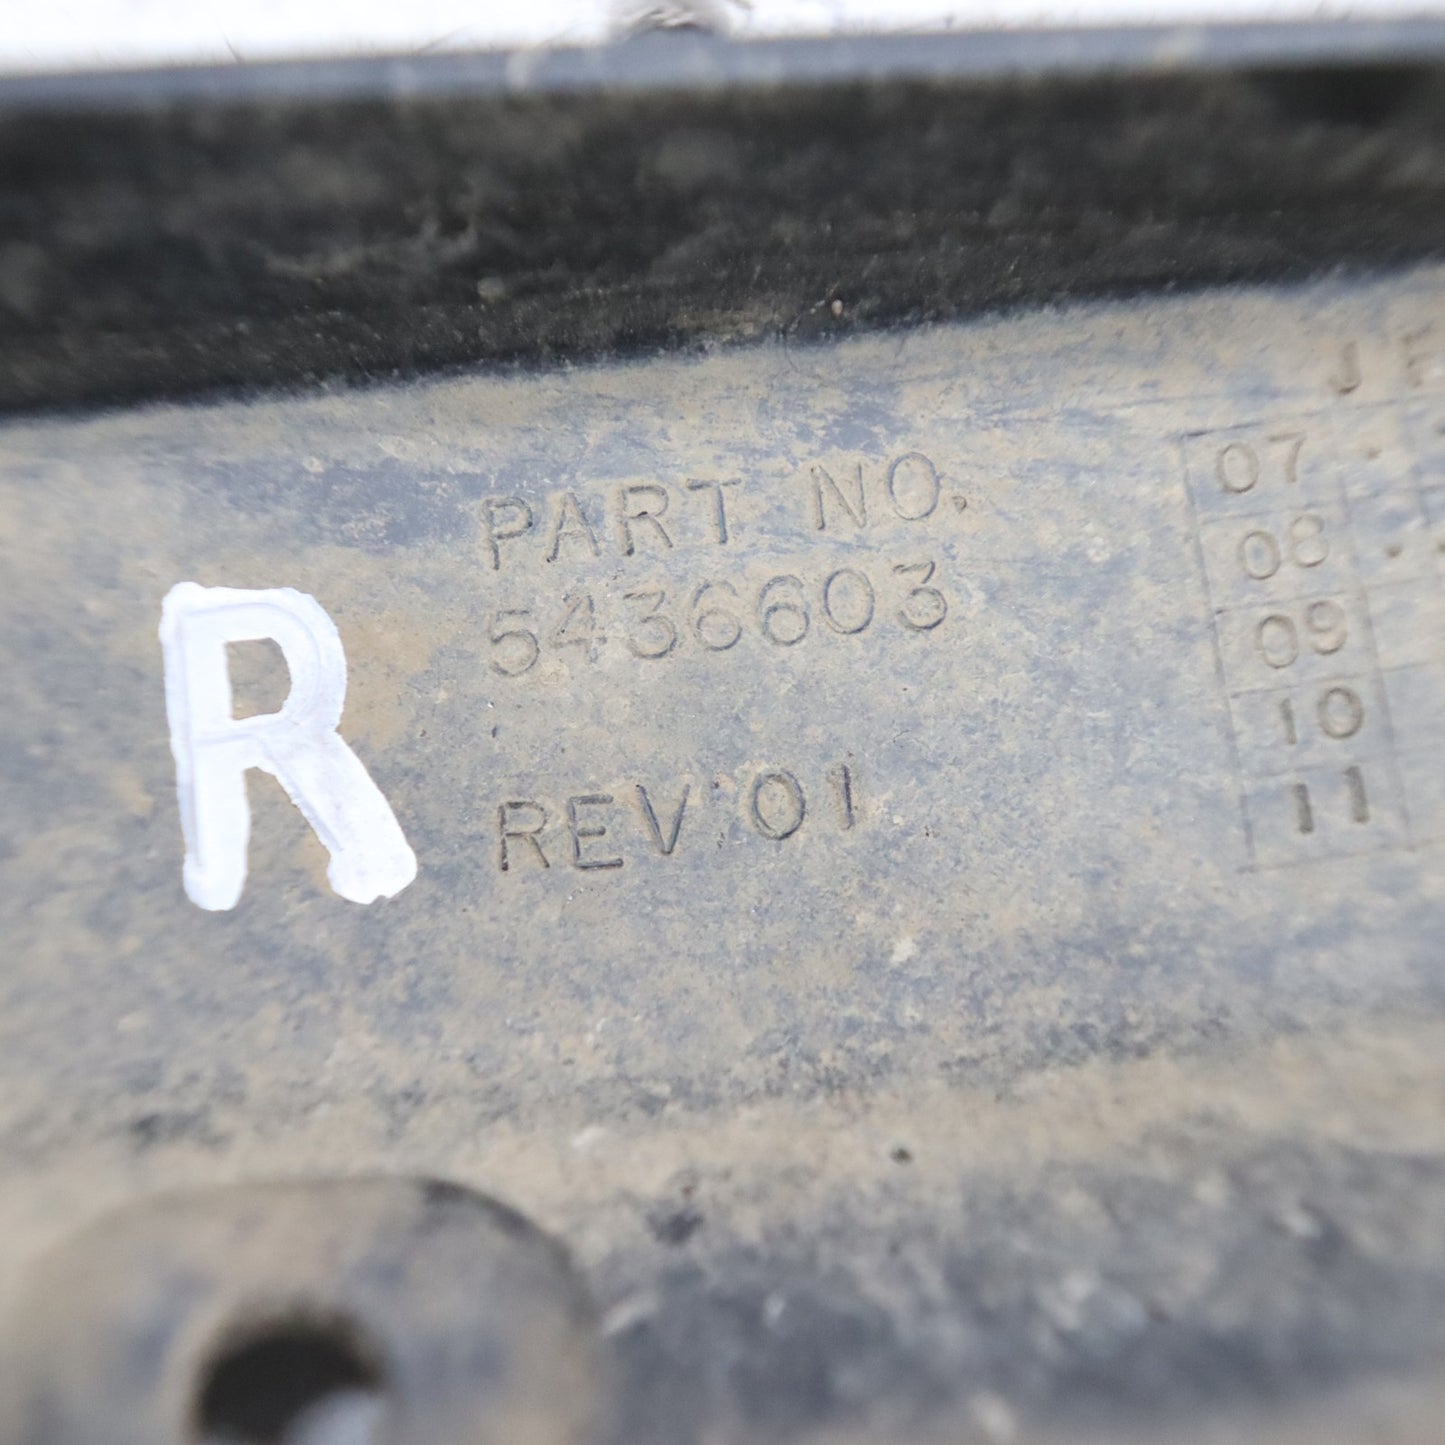 R
PART NO.
5436603
REV 01
J F
07 .
08 . .
09
10
11